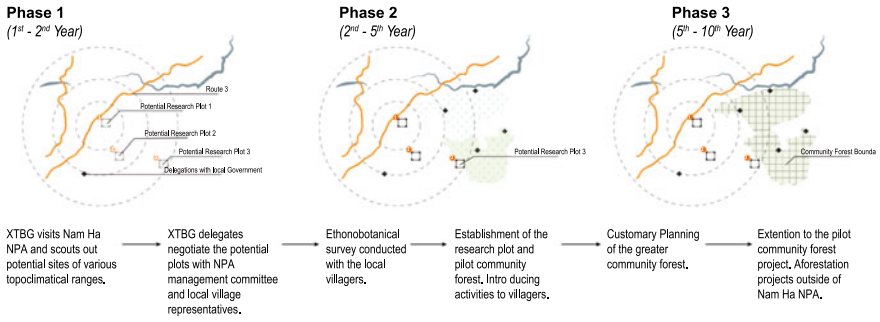 Phase 1
(1st - 2nd Year)
Route 3
Potential Research Plot 1
Potential Research Plot 2
Potential Research Plot 3
Delegations with local Government
Phase 2
(2nd - 5th Year)
Potential Research Plot 3
Phase 3
(5th - 10th Year)
Community Forest Bounda
XTBG visits Nam Ha
NPA and scouts out
potential sites of various
topoclimatical ranges.
XTBG delegates
negotiate the potential
plots with NPA
management committee
and local village
representatives.
Ethonobotanical
survey conducted
with the local
villagers.
Establishment of the
research plot and
pilot community
forest. Intro ducing
activities to villagers.
Customary Planning
of the greater
community forest.
Extention to the pilot
community forest
project. Aforestation
projects outside of
Nam Ha NPA.